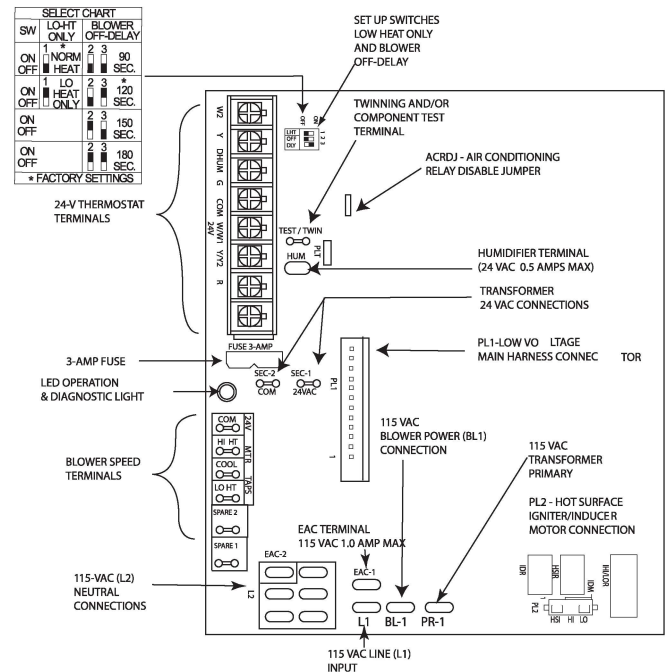 SELECT CHART
SW LO-HT ONLY BLOWER OFF-DELAY
1 * 2 3
ON NORM 90
OFF HEAT SEC.
1 LO 2 3 *
ON HEAT 120
OFF ONLY SEC.
2 3
ON 150
OFF SEC.
2 3
ON 180
OFF SEC.
* FACTORY SETTINGS
SET UP SWITCHES
LOW HEAT ONLY
AND BLOWER
OFF-DELAY
TWINNING AND/OR
COMPONENT TEST
TERMINAL
ACRDJ - AIR CONDITIONING
RELAY DISABLE JUMPER
24-V THERMOSTAT
TERMINALS
W2
Y
DHUM
G
COM
24V
W/W1
Y/Y2
R
OFF
ON
LHT 1
OFF 2
DLY 3
TEST / TWIN
PLT
HUM
HUMIDIFIER TERMINAL
(24 VAC 0.5 AMPS MAX)
TRANSFORMER
24 VAC CONNECTIONS
FUSE 3-AMP
3-AMP FUSE
SEC-2
COM
SEC-1
24VAC
PL1
1
PL1-LOW VO LTAGE
MAIN HARNESS CONNEC TOR
LED OPERATION
& DIAGNOSTIC LIGHT
COM
24V
HI HT
MTR
COOL
TAPS
LO HT
SPARE 2
SPARE 1
BLOWER SPEED
TERMINALS
115 VAC
BLOWER POWER (BL1)
CONNECTION
115 VAC
TRANSFORMER
PRIMARY
PL2 - HOT SURFACE
IGNITER/INDUCER
MOTOR CONNECTION
EAC TERMINAL
115 VAC 1.0 AMP MAX
EAC-2
EAC-1
115-VAC (L2)
NEUTRAL
CONNECTIONS
L2
L1 BL-1 PR-1
IDR
HSIR
IDM
IHI/LOR
1
PL2
HSI HI LO
115 VAC LINE (L1)
INPUT